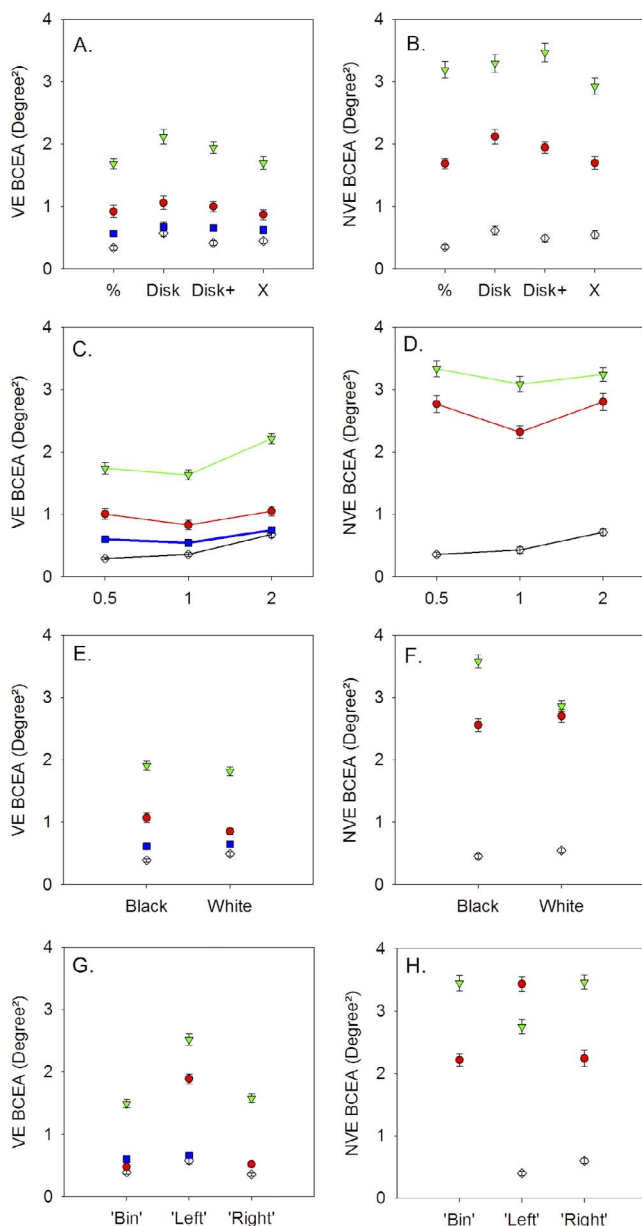 A.
VE BCEA (Degree²)
4
3
2
1
0
% Disk Disk+ X
B.
NVE BCEA (Degree²)
4
3
2
1
0
% Disk Disk+ X
C.
VE BCEA (Degree²)
4
3
2
1
0
0.5 1 2
D.
NVE BCEA (Degree²)
4
3
2
1
0
0.5 1 2
E.
VE BCEA (Degree²)
4
3
2
1
0
Black White
F.
NVE BCEA (Degree²)
4
3
2
1
0
Black White
G.
VE BCEA (Degree²)
4
3
2
1
0
'Bin' 'Left' 'Right'
H.
NVE BCEA (Degree²)
4
3
2
1
0
'Bin' 'Left' 'Right'